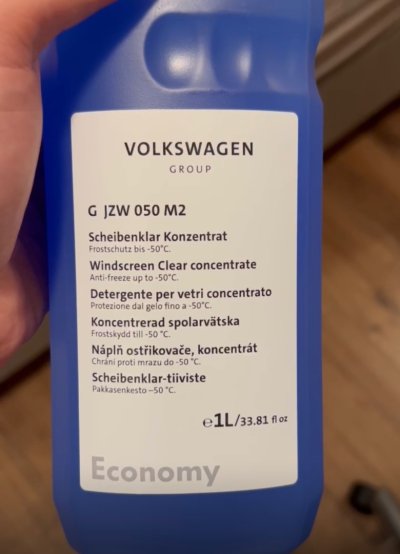 VOLKSWAGEN
GROUP
G JZW 050 M2
Scheibenklar Konzentrat
Frostschutz bis -50°C.
Windscreen Clear concentrate
Anti-freeze up to -50°C.
Detergente per vetri concentrato
Protezione dal gelo fino a -50°C.
Koncentrerad spolarvätska
Frostskydd till -50 °C.
Náplň ostřikovače, koncentrát
Chrání proti mrazu do -50 °C.
Scheibenklar-tiiviste
Pakkasenkesto –50 °C.
℮1L/33.81 fl oz
Economy